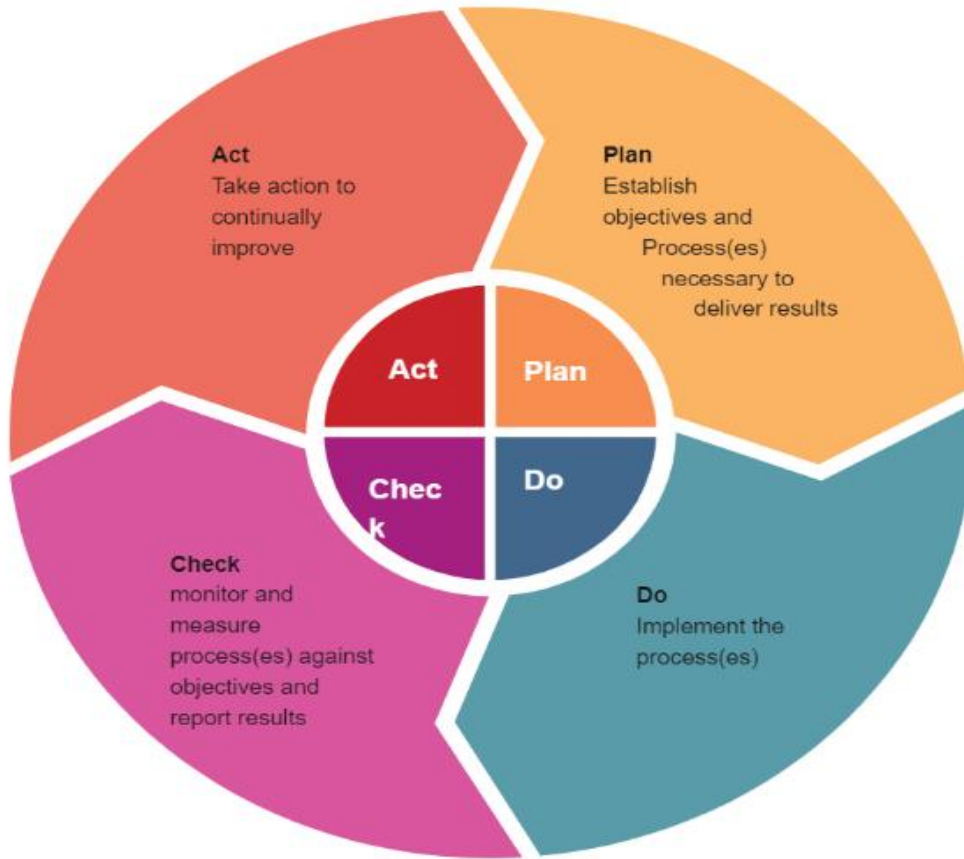 Act
Take action to
continually
improve
Plan
Establish
objectives and
Process(es)
necessary to
deliver results
Act
Plan
Chec
k
Do
Check
monitor and
measure
process(es) against
objectives and
report results
Do
Implement the
process(es)